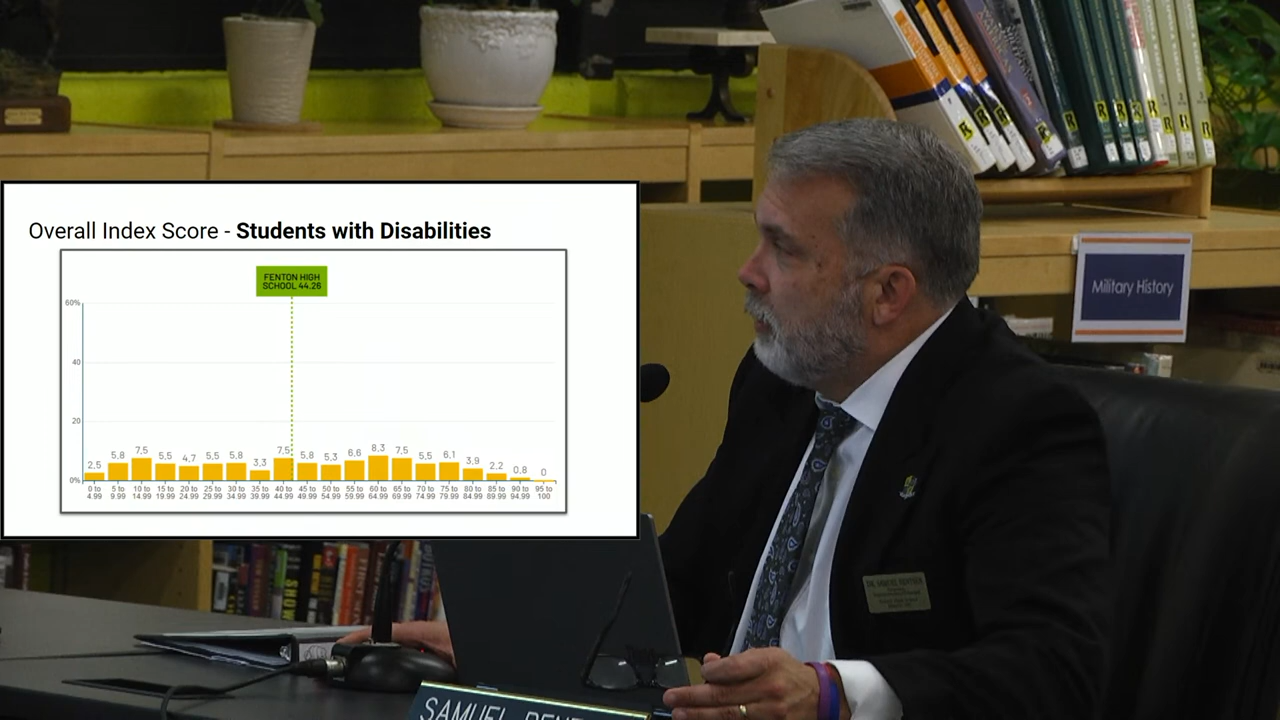 Overall Index Score - Students with Disabilities
FENTON HIGH
SCHOOL 44.26
60%
40
20
0%
2,5 5,8 7,5 5,5 4,7 5,5 5,8 3,3 7,5 5,8 5,3 6,6 8,3 7,5 5,5 6,1 3,9 2,2 0,8 0
0 to 5 to 10 to 15 to 20 to 25 to 30 to 35 to 40 to 45 to 50 to 55 to 60 to 65 to 70 to 75 to 80 to 85 to 90 to 95 to
4.99 9.99 14.99 19.99 24.99 29.99 34.99 39.99 44.99 49.99 54.99 59.99 64.99 69.99 74.99 79.99 84.99 89.99 94.99 100
Military History
SAMUEL